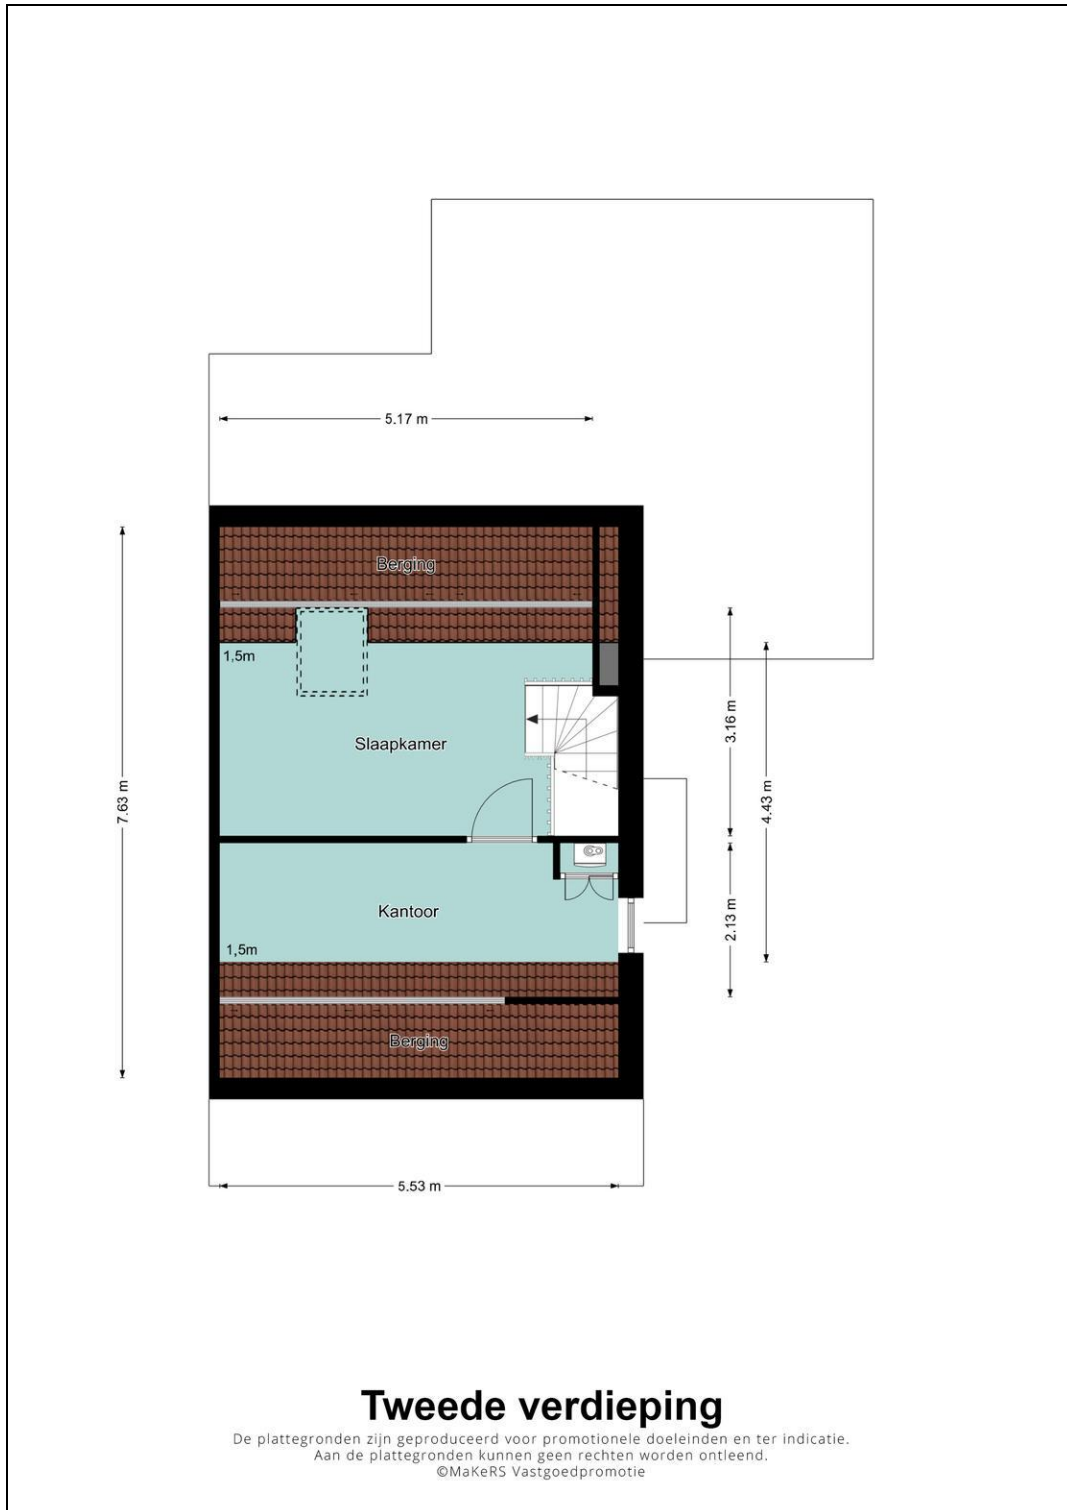 5.17 m
Berging
1,5m
Slaapkamer
3.16 m
4.43 m
7.63 m
Kantoor
2.13 m
1,5m
Berging
5.53 m
Tweede verdieping
De plattegronden zijn geproduceerd voor promotionele doeleinden en ter indicatie.
Aan de plattegronden kunnen geen rechten worden ontleend.
©MaKeRS Vastgoedpromotie